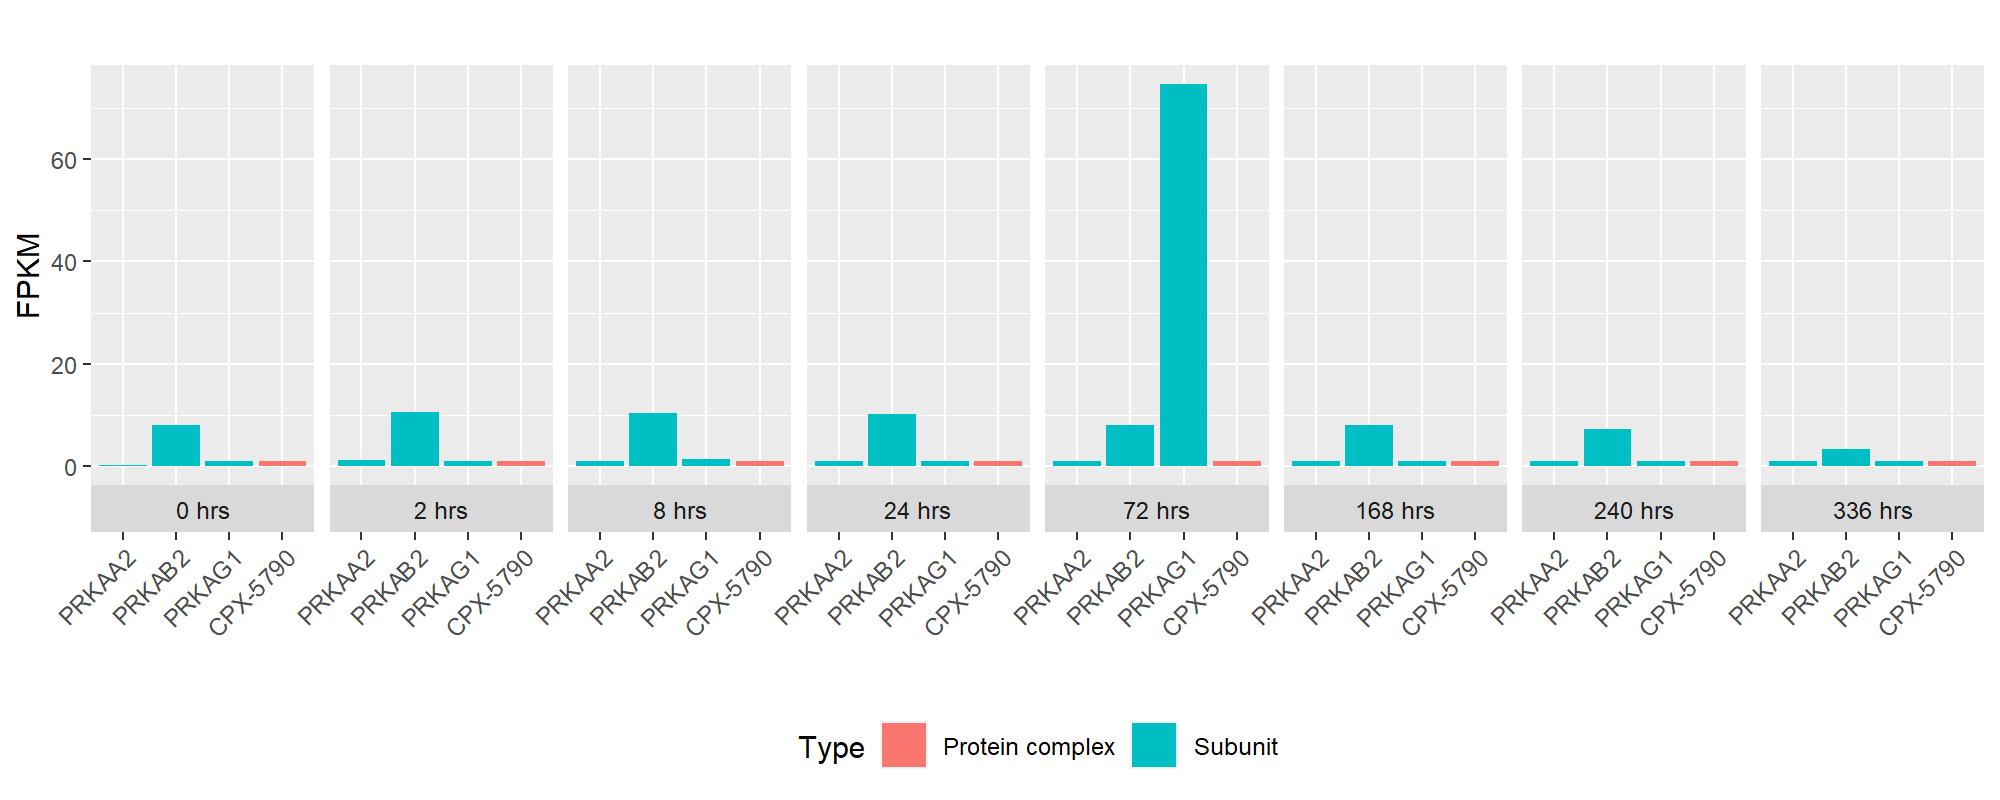 FPKM
60
40
20
0
0 hrs 2 hrs 8 hrs 24 hrs 72 hrs 168 hrs 240 hrs 336 hrs
PRKAA2 PRKAB2 PRKAG1 CPX-5790 PRKAA2 PRKAB2 PRKAG1 CPX-5790 PRKAA2 PRKAB2 PRKAG1 CPX-5790 PRKAA2 PRKAB2 PRKAG1 CPX-5790 PRKAA2 PRKAB2 PRKAG1 CPX-5790 PRKAA2 PRKAB2 PRKAG1 CPX-5790 PRKAA2 PRKAB2 PRKAG1 CPX-5790 PRKAA2 PRKAB2 PRKAG1 CPX-5790
Type Protein complex Subunit